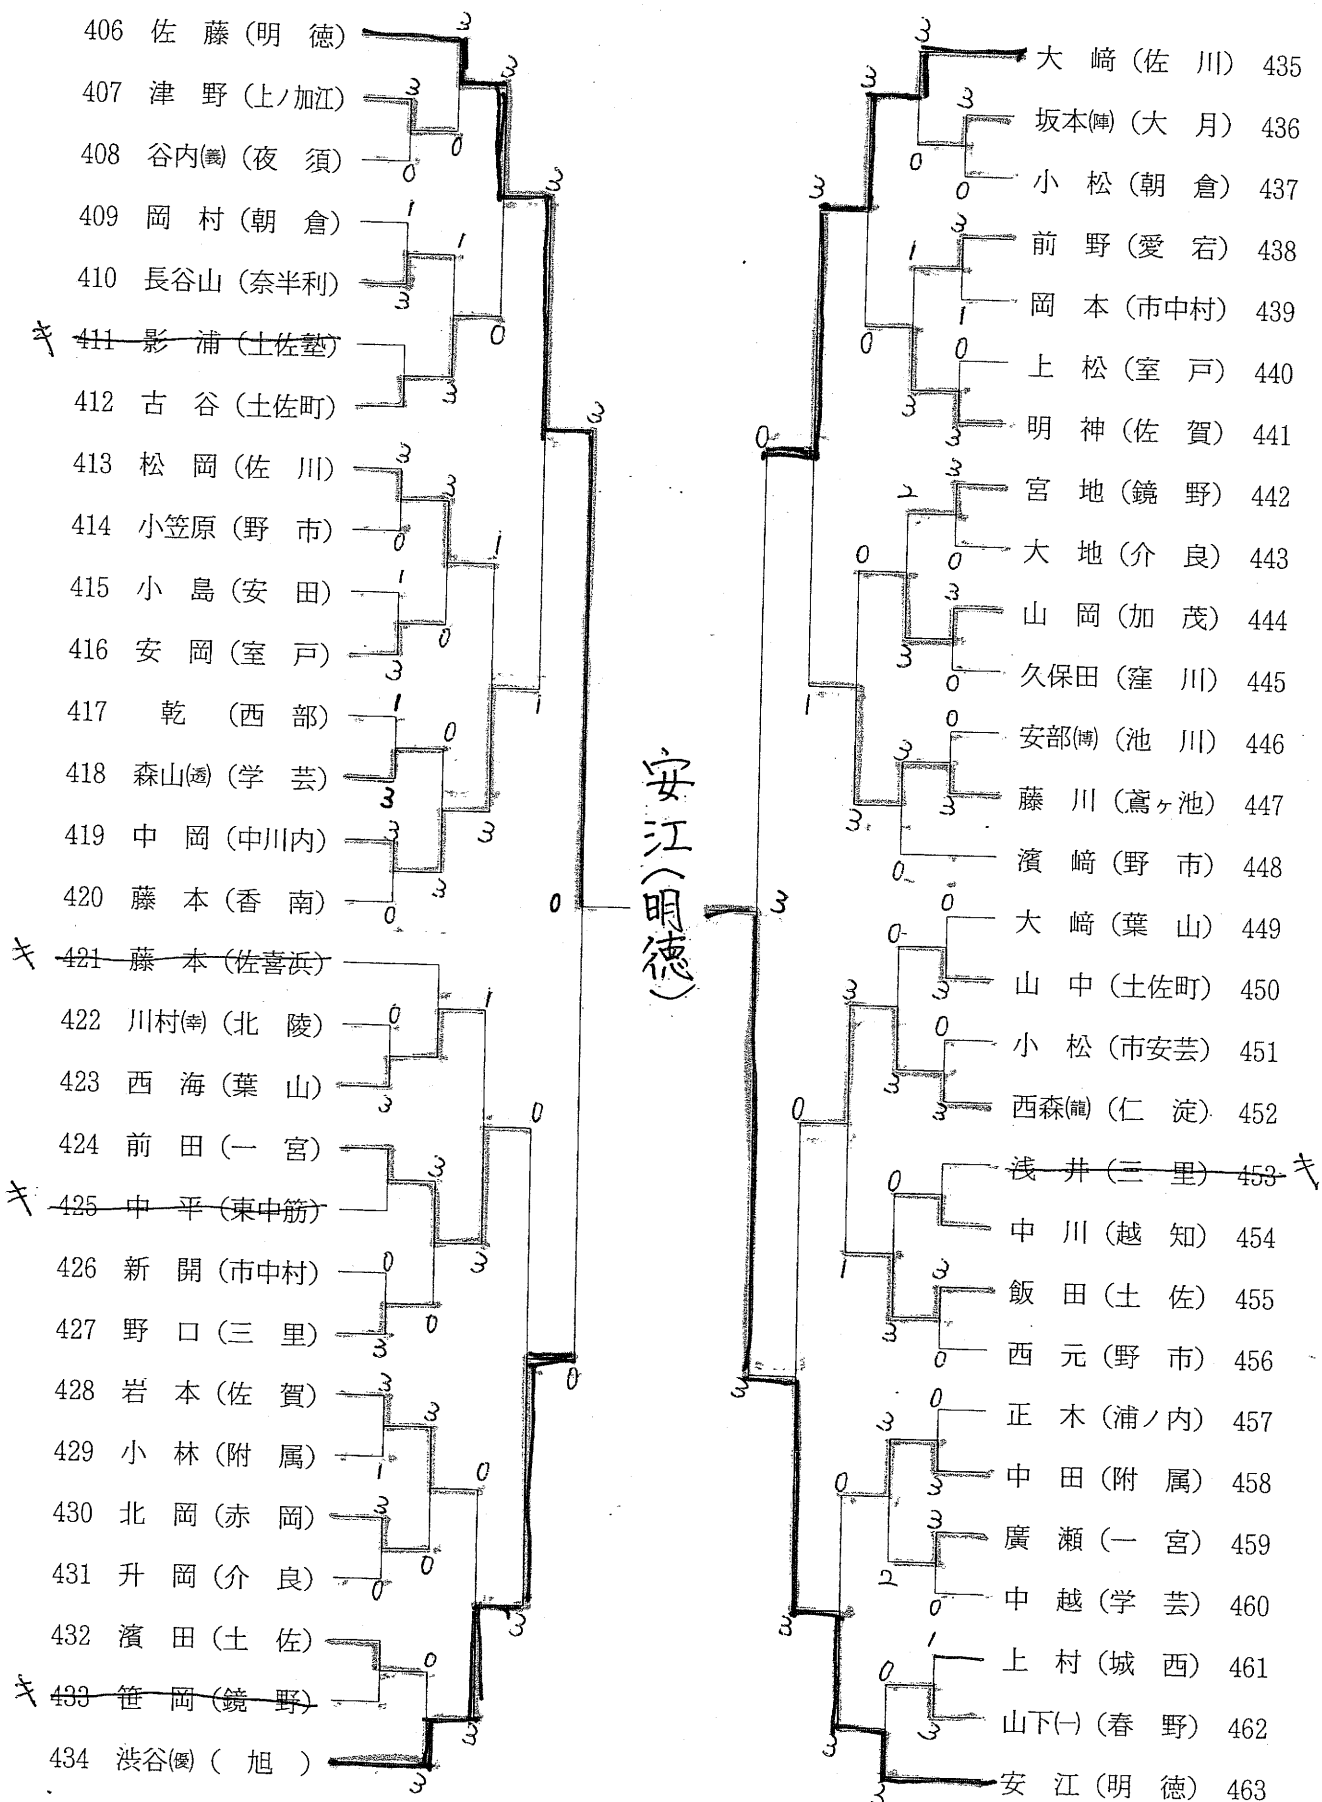 406 佐藤(明徳)
407 津野(上ノ加江)
408 谷内㈲(夜須)
409 岡村(朝倉)
410 長谷山(奈半利)
キ 411 影浦(土佐塾)
412 古谷(土佐町)
413 松岡(佐川)
414 小笠原(野市)
415 小島(安田)
416 安岡(室戸)
417 乾(西部)
418 森山(透)(学芸)
419 中岡(中川内)
420 藤本(香南)
キ 421 藤本(佐喜浜)
422 川村(幸)(北陵)
423 西海(葉山)
424 前田(一宮)
キ 425 中平(東中筋)
426 新開(市中村)
427 野口(三里)
428 岩本(佐賀)
429 小林(附属)
430 北岡(赤岡)
431 升岡(介良)
432 濱田(土佐)
キ 433 笹岡(鏡野)
434 渋谷(優)(旭)
安江(明徳)
0 3
大﨑(佐川) 435
坂本(陣)(大月) 436
小松(朝倉) 437
前野(愛宕) 438
岡本(市中村) 439
上松(室戸) 440
明神(佐賀) 441
宮地(鏡野) 442
大地(介良) 443
山岡(加茂) 444
久保田(窪川) 445
安部(博)(池川) 446
藤川(鳶ヶ池) 447
濱﨑(野市) 448
大﨑(葉山) 449
山中(土佐町) 450
小松(市安芸) 451
西森(龍)(仁淀) 452
浅井(三里) 453 キ
中川(越知) 454
飯田(土佐) 455
西元(野市) 456
正木(浦ノ内) 457
中田(附属) 458
廣瀬(一宮) 459
中越(学芸) 460
上村(城西) 461
山下(一)(春野) 462
安江(明徳) 463